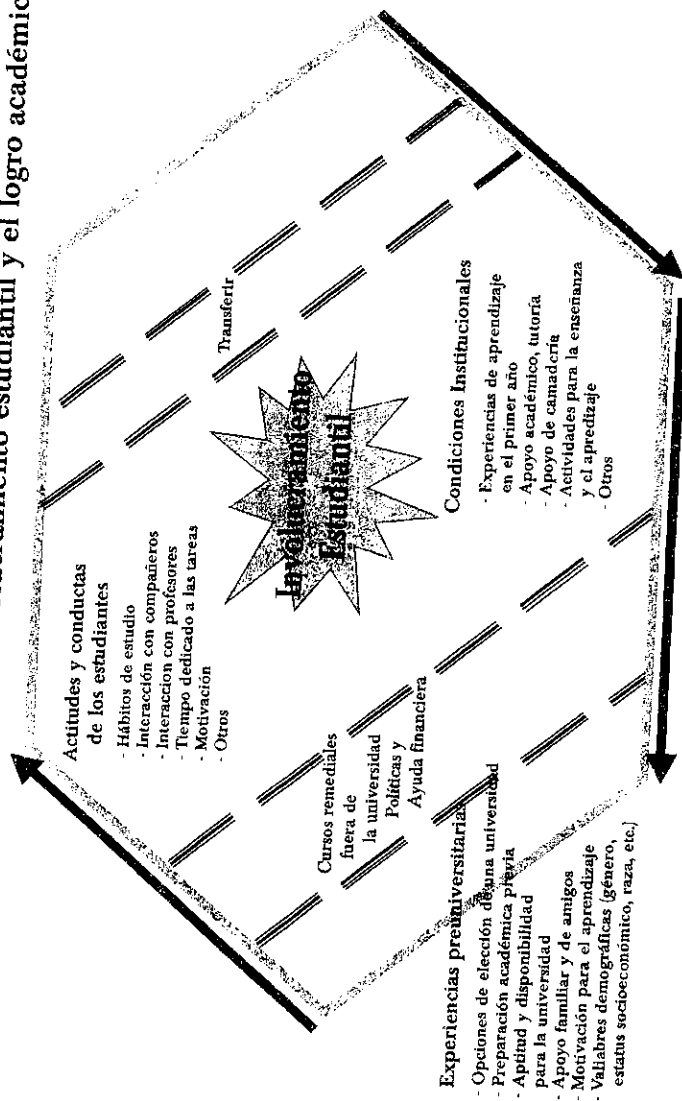 estudiantil y el logro académic
Actitudes y conductas
de los estudiantes
- Hábitos de estudio
- Interacción con compañeros
- Interaccion con profesores
- Tiempo dedicado a las tareas
- Motivación
- Otros
Transferir
Involucramiento
Estudiantil
Cursos remediales
fuera de
la universidad
Políticas y
Ayuda financiera
Condiciones Institucionales
- Experiencias de aprendizaje
en el primer año
- Apoyo académico, tutoría
- Apoyo de camadería
- Actividades para la enseñanza
y el apredizaje
- Otros
Experiencias preuniversitarias
- Opciones de elección de una universidad
- Preparación académica previa
- Aptitud y disponibilidad
para la universidad
- Apoyo familiar y de amigos
- Motivación para el aprendizaje
- Valiabres demográficas (género,
estatus socioeconómico, raza, etc.)